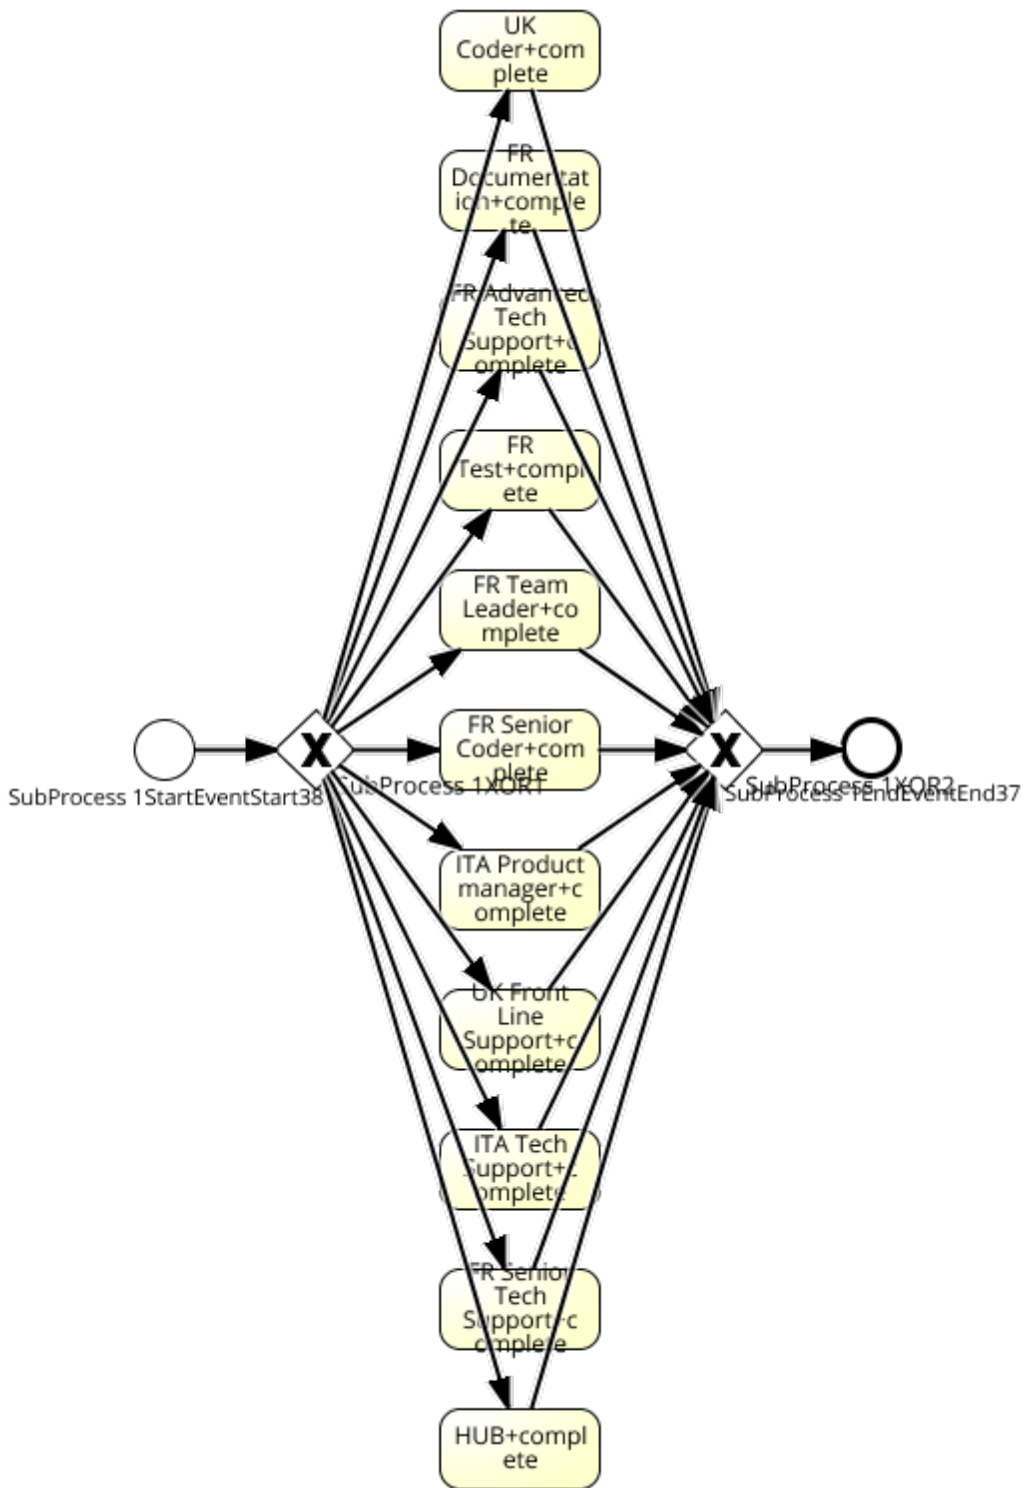 UK
Coder+com
plete
FR
Documentat
ion+comple
te
FR Advanced
Tech
Support+c
omplete
FR
Test+compl
ete
FR Team
Leader+co
mplete
FR Senior
Coder+com
plete
SubProcess 1StartEventStart38
SubProcess 1XOR1
SubProcess 1XOR2
SubProcess 1EndEventEnd37
ITA Product
manager+c
omplete
UK Front
Line
Support+c
omplete
ITA Tech
Support+c
omplete
FR Senior
Tech
Support+c
omplete
HUB+compl
ete